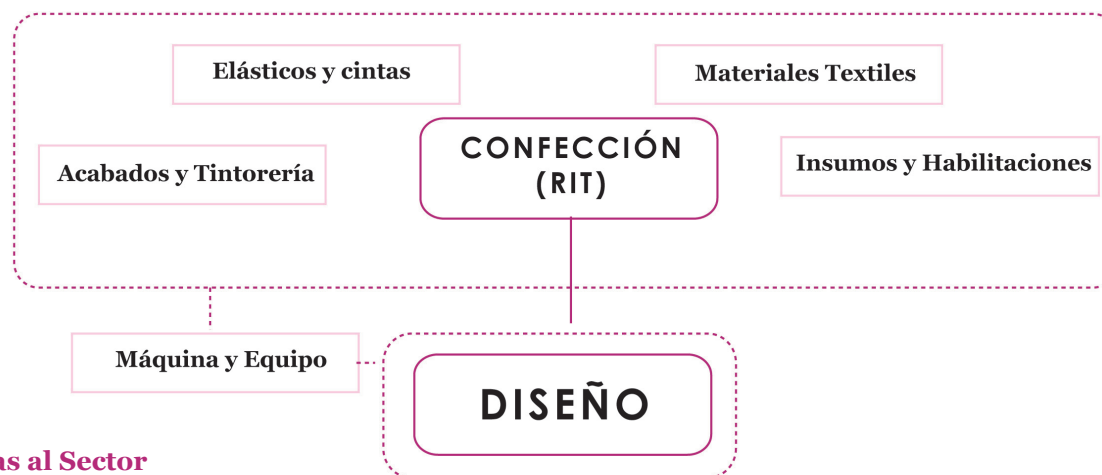 Elásticos y cintas
Materiales Textiles
CONFECCIÓN
(RIT)
Acabados y Tintorería
Insumos y Habilitaciones
Máquina y Equipo
DISEÑO
al Sector